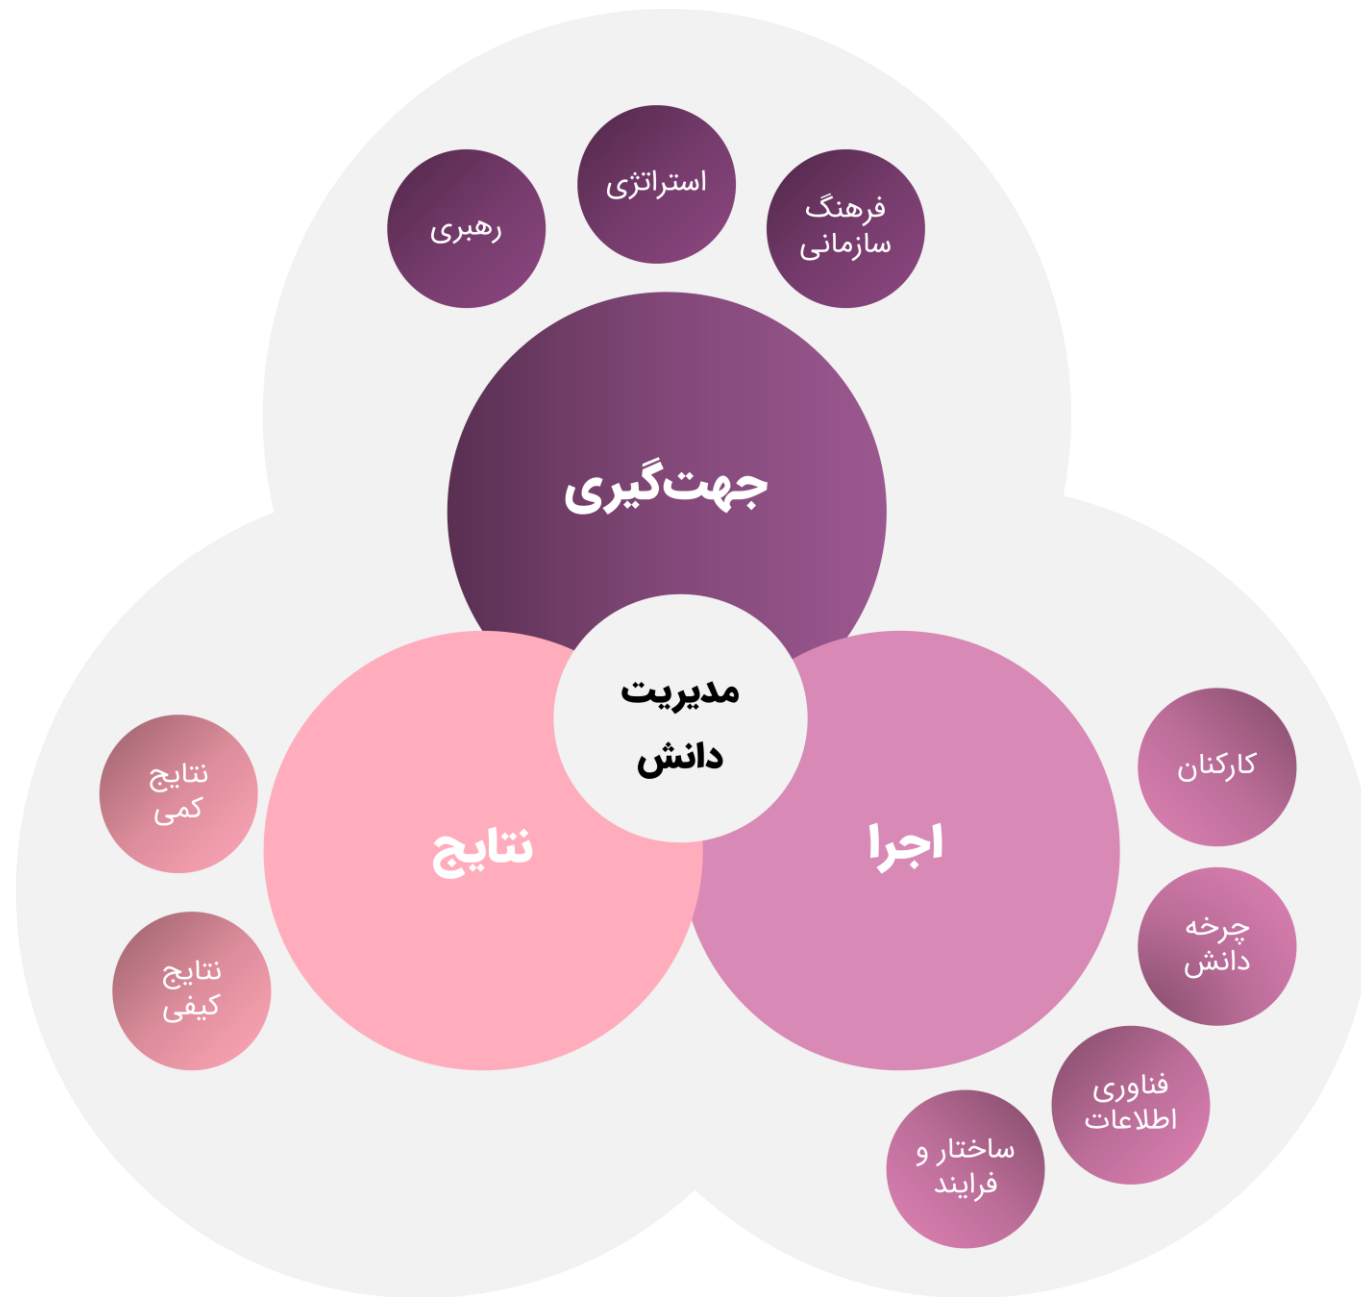 فرهنگ
سازمانی
استراتژی
رهبری
جهت‌گیری
مدیریت
دانش
اجرا
کارکنان
چرخه
دانش
فناوری
اطلاعات
ساختار و
فرایند
نتایج
نتایج
کمی
نتایج
کیفی